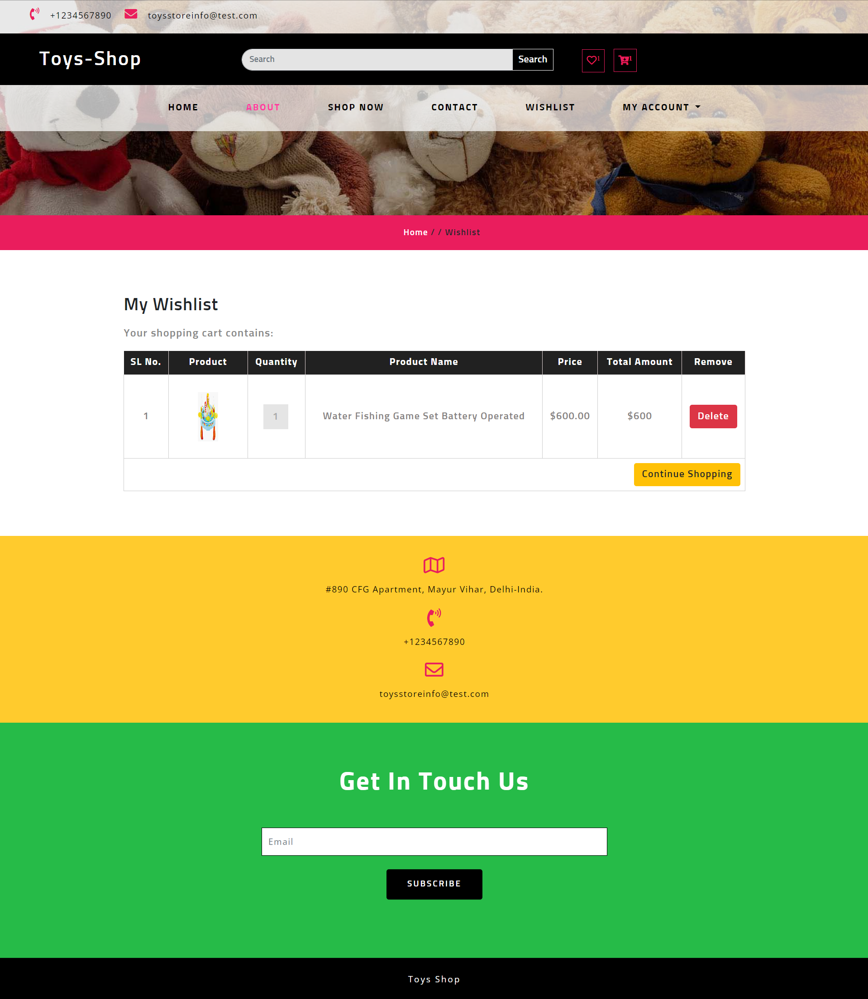 +1234567890 toysstoreinfo@test.com
Toys-Shop Search Search 1 1
HOME ABOUT SHOP NOW CONTACT WISHLIST MY ACCOUNT
Home / / Wishlist
My Wishlist
Your shopping cart contains:
SL No. Product Quantity Product Name Price Total Amount Remove
1 1 Water Fishing Game Set Battery Operated $600.00 $600 Delete
Continue Shopping
#890 CFG Apartment, Mayur Vihar, Delhi-India.
+1234567890
toysstoreinfo@test.com
Get In Touch Us
Email
SUBSCRIBE
Toys Shop